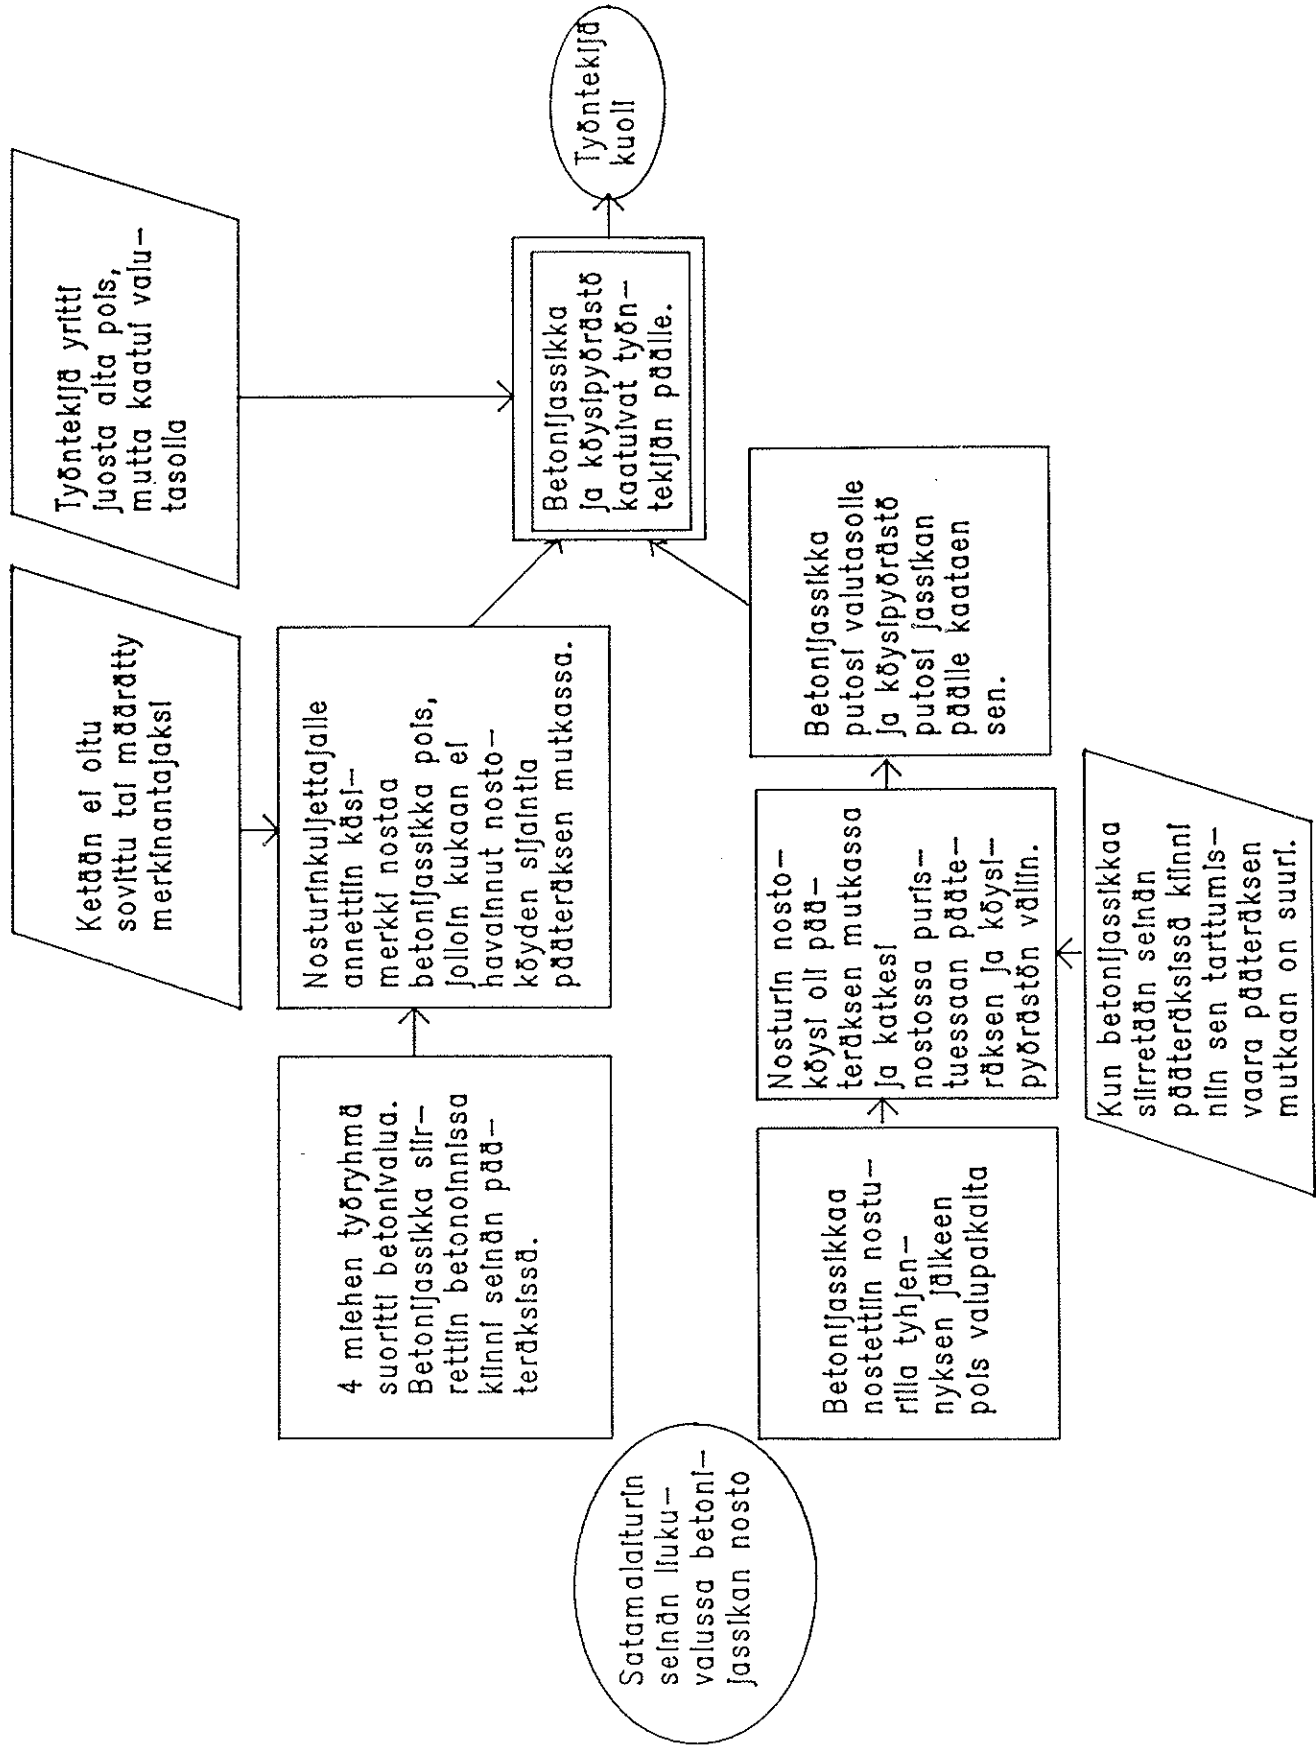 Satamalaiturin
seinän liuku-
valussa betoni-
jassikan nosto
4 miehen työryhmä
suoritti betonivalua.
Betonijassikka siir-
rettiin betonoinnissa
kiinni seinän pää-
teräksissä.
Ketään ei oltu
sovittu tai määrätty
merkinantajaksi
Nosturinkuljettajalle
annettiin käsi-
merkki nostaa
betonijassikka pois,
jolloin kukaan ei
havainnut nosto-
köyden sijaintia
pääteräksen mutkassa.
Työntekijä yritti
juosta alta pois,
mutta kaatui valu-
tasolla
Betonijassikkaa
nostettiin nostu-
rilla tyhjen-
nyksen jälkeen
pois valupaikalta
Nosturin nosto-
köysi oli pää-
teräksen mutkassa
ja katkesi
nostossa puris-
tuessaan pääte-
räksen ja köysi-
pyörästön väliin.
Kun betonijassikkaa
siirretään seinän
pääteräksissä kiinni
niin sen tarttumis-
vaara pääteräksen
mutkaan on suuri.
Betonijassikka
putosi valutasolle
ja köysipyörästö
putosi jassikan
päälle kaataen
sen.
Betonijassikka
ja köysipyörästö
kaatuivat työn-
tekijän päälle.
Työntekijä
kuoli